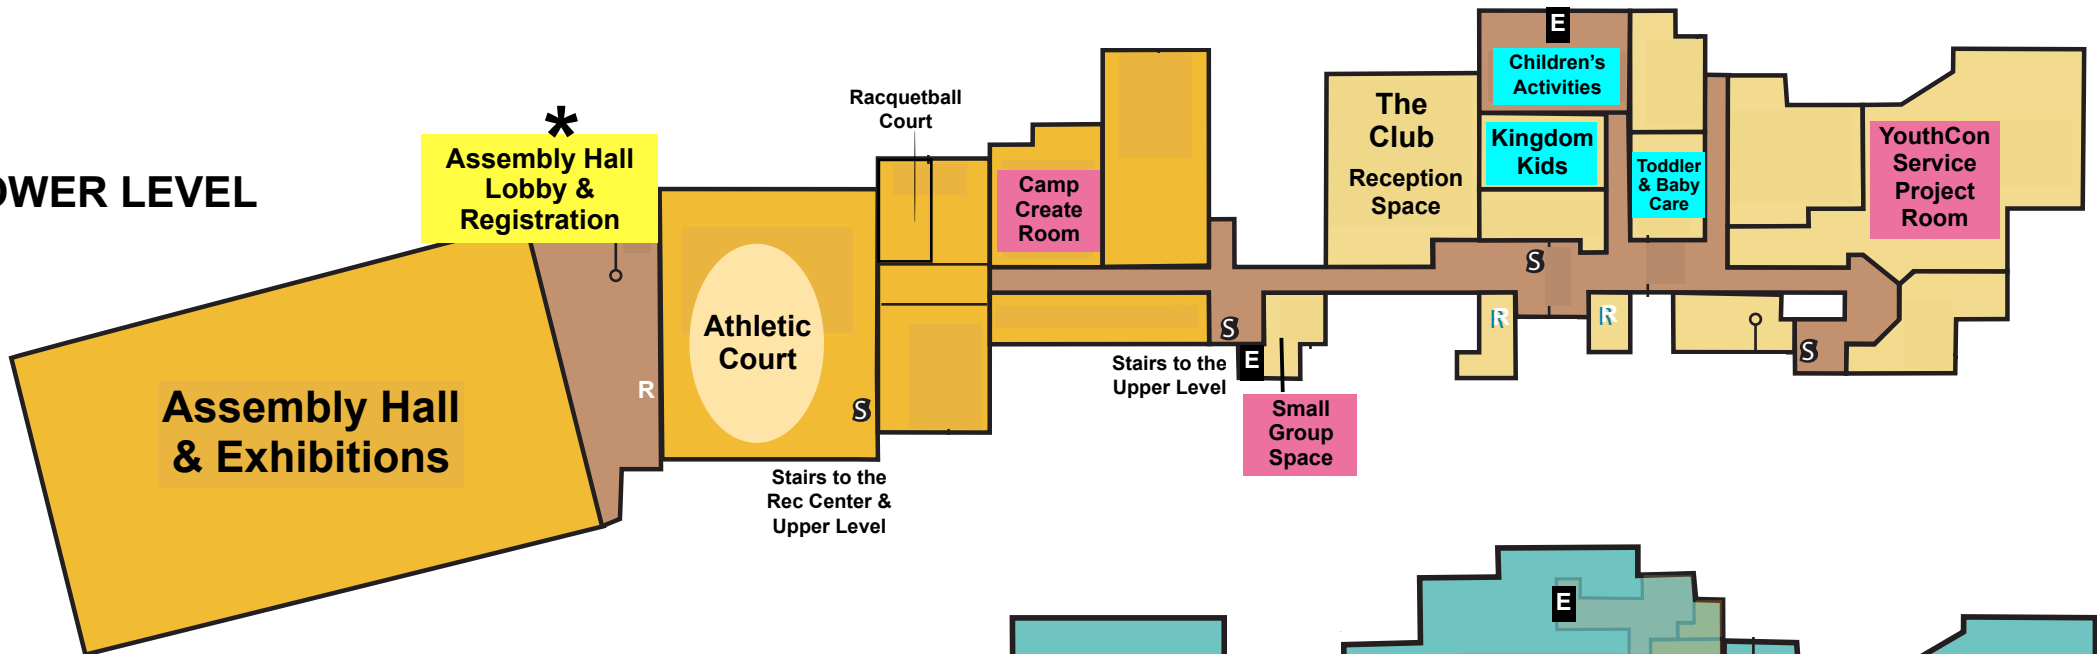 OWER LEVEL
*
Assembly Hall
Lobby &
Registration
Assembly Hall
& Exhibitions
R
Athletic
Court
S
Stairs to the
Rec Center &
Upper Level
Racquetball
Court
Camp
Create
Room
S
Stairs to the
Upper Level
E
Small
Group
Space
The
Club
Reception
Space
E
Children's
Activities
Kingdom
Kids
Toddler
& Baby
Care
S
R
R
YouthCon
Service
Project
Room
S
E